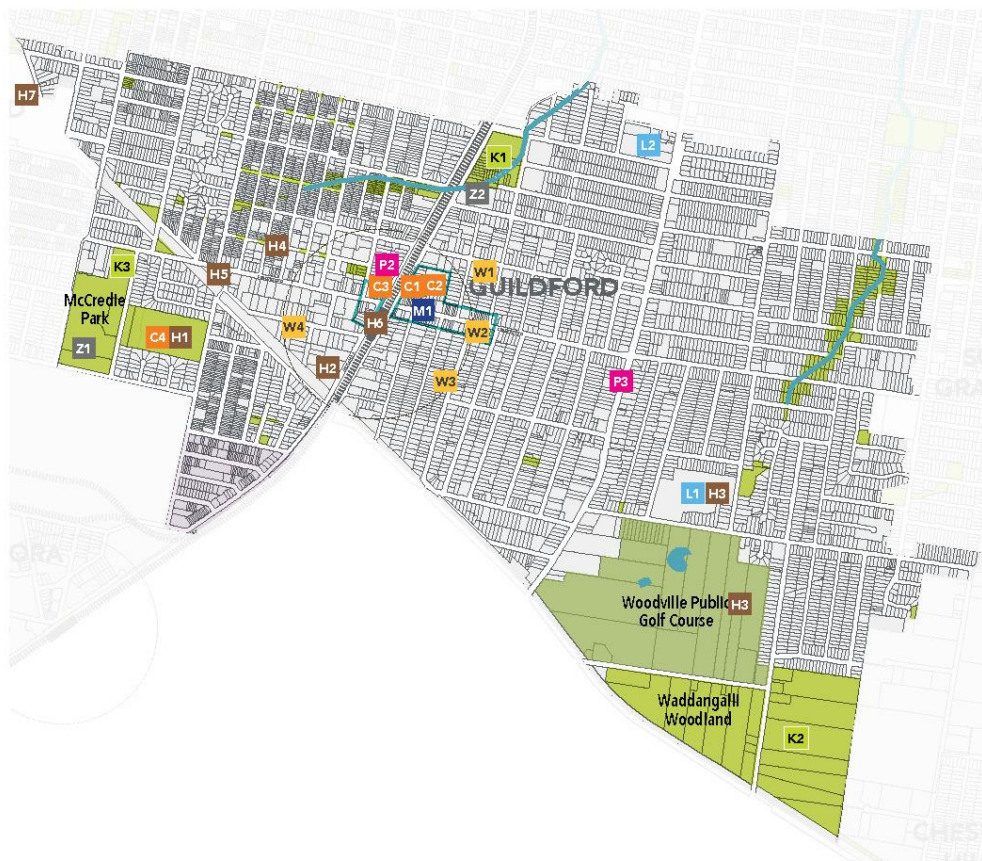 H7
L2
K1
Z2
H4
P2
W1
K3
H5
C3
C1
C2
GUILDFORD
McCredle
Park
M1
H6
W4
W2
C4
H1
Z1
H2
W3
P3
L1
H3
Woodville Public
Golf Course
H3
Waddangalli
Woodland
K2